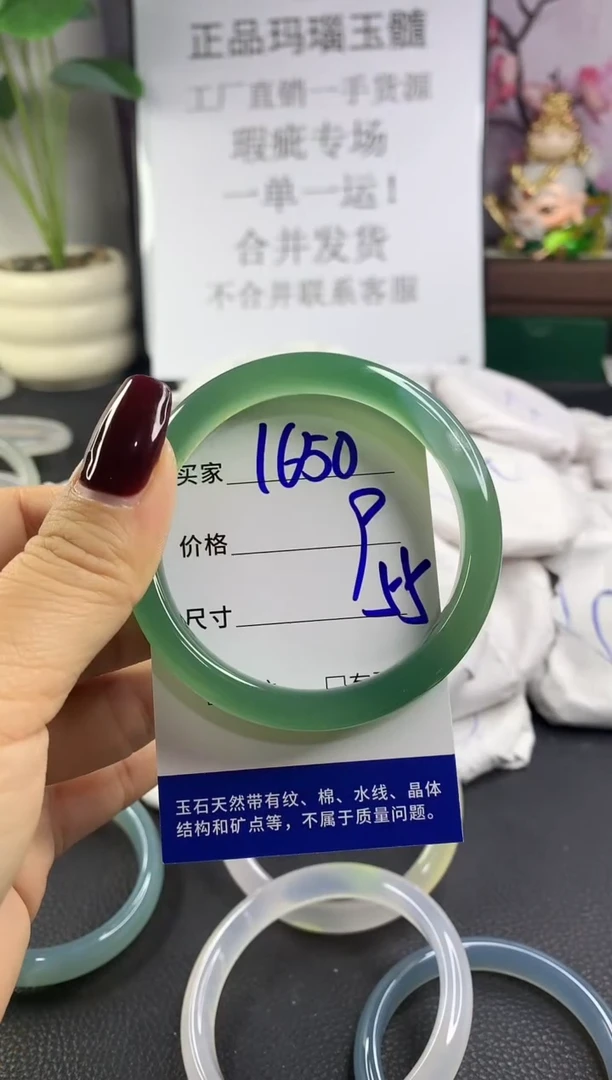 正品玛瑙玉髓
工厂直销一手货源
瑕疵专场
一单一运!
合并发货
不合并联系客服
买家 1650
价格 P
尺寸 55
玉石天然带有纹、棉、水线、晶体
结构和矿点等，不属于质量问题。